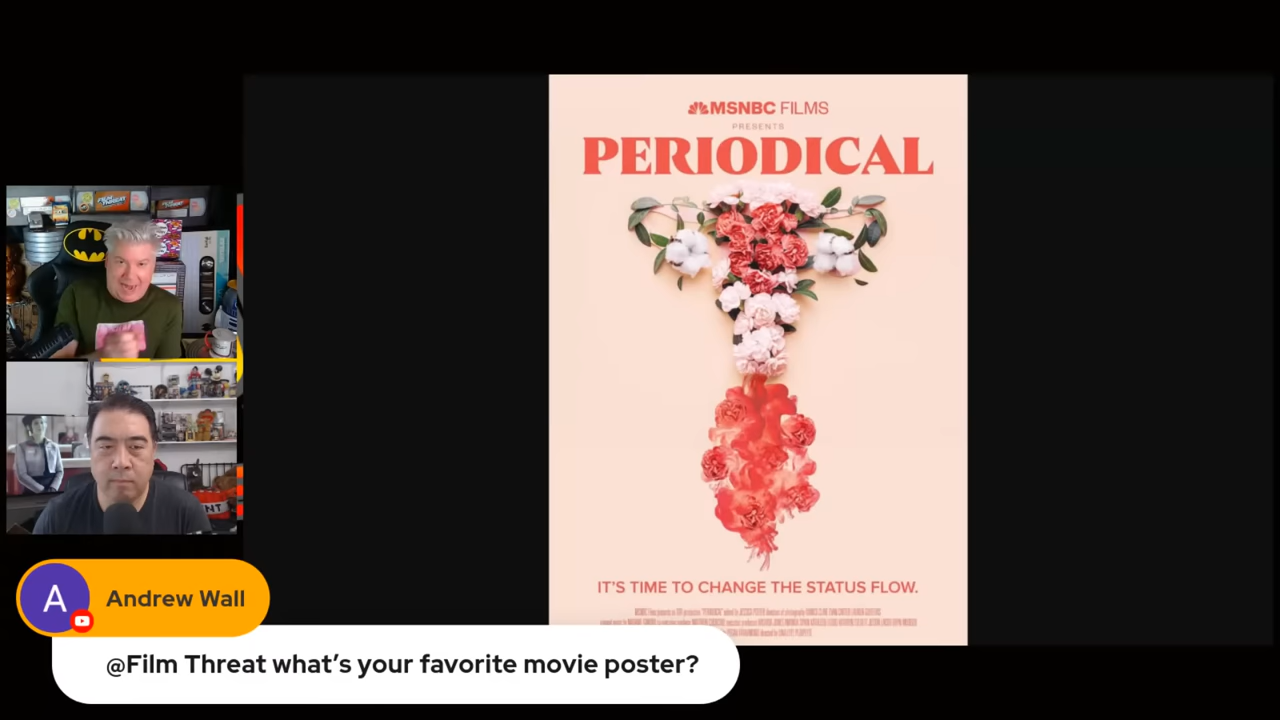 MSNBC FILMS
PRESENTS
PERIODICAL
IT'S TIME TO CHANGE THE STATUS FLOW.
NT
A
Andrew Wall
@Film Threat what's your favorite movie poster?